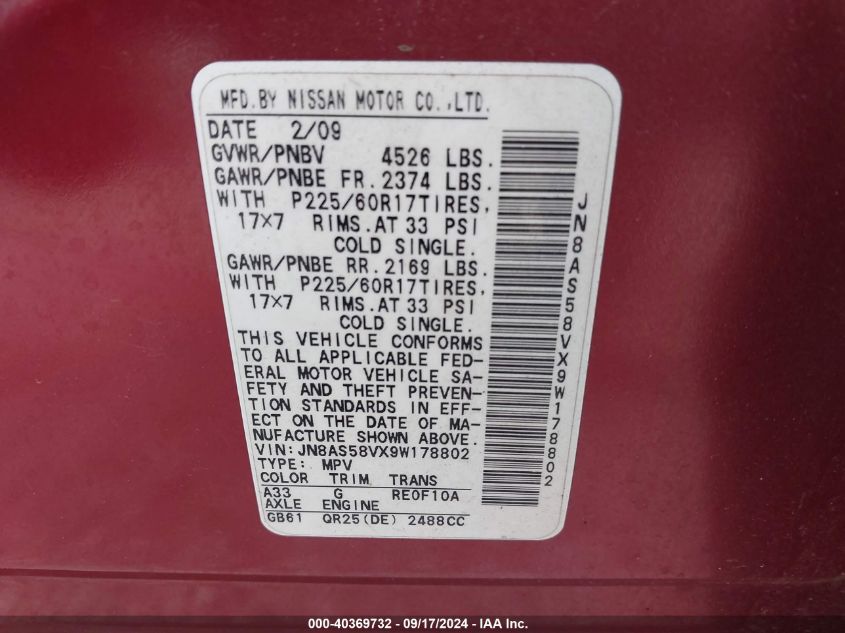 MFD.BY NISSAN MOTOR CO.,LTD.
DATE 2/09
GVWR/PNBV 4526 LBS.
GAWR/PNBE FR.2374 LBS.
WITH P225/60R17TIRES,
17×7 RIMS.AT 33 PSI
COLD SINGLE.
GAWR/PNBE RR.2169 LBS.
WITH P225/60R17TIRES,
17×7 RIMS.AT 33 PSI
COLD SINGLE.
THIS VEHICLE CONFORMS
TO ALL APPLICABLE FED-
ERAL MOTOR VEHICLE SA-
FETY AND THEFT PREVEN-
TION STANDARDS IN EFF-
ECT ON THE DATE OF MA-
NUFACTURE SHOWN ABOVE.
VIN:JN8AS58VX9W178802
TYPE: MPV
COLOR TRIM TRANS
A33 G RE0F10A
AXLE ENGINE
GB61 QR25(DE) 2488CC
JN8AS58VX9W178802
000-40369732 - 09/17/2024 - IAA Inc.